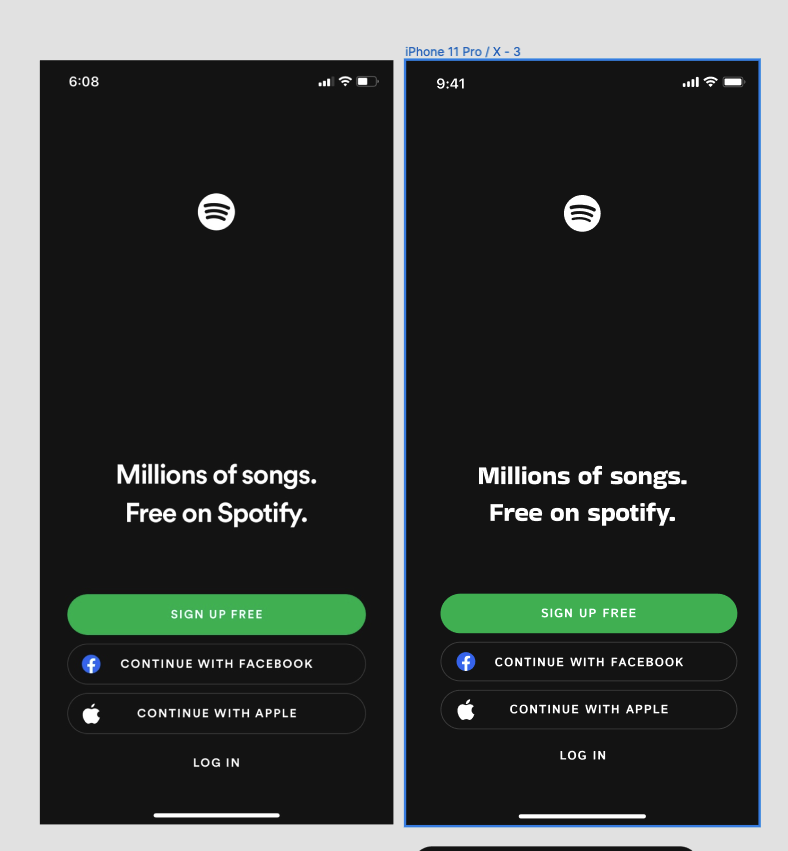 iPhone 11 Pro / X - 3
6:08
Millions of songs.
Free on Spotify.
SIGN UP FREE
CONTINUE WITH FACEBOOK
CONTINUE WITH APPLE
LOG IN
9:41
Millions of songs.
Free on spotify.
SIGN UP FREE
CONTINUE WITH FACEBOOK
CONTINUE WITH APPLE
LOG IN